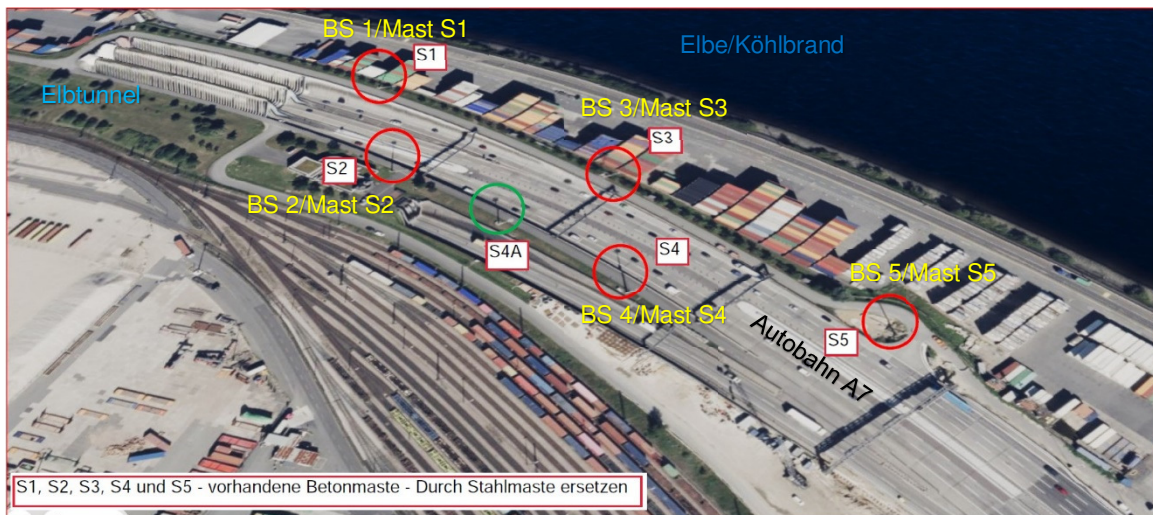 BS 1/Mast S1
S1
Elbe/Köhlbrand
Elbtunnel
BS 3/Mast S3
S3
S2
BS 2/Mast S2
S4A
S4
BS 4/Mast S4
BS 5/Mast S5
S5
Autobahn A7
S1, S2, S3, S4 und S5 - vorhandene Betonmaste - Durch Stahlmaste ersetzen